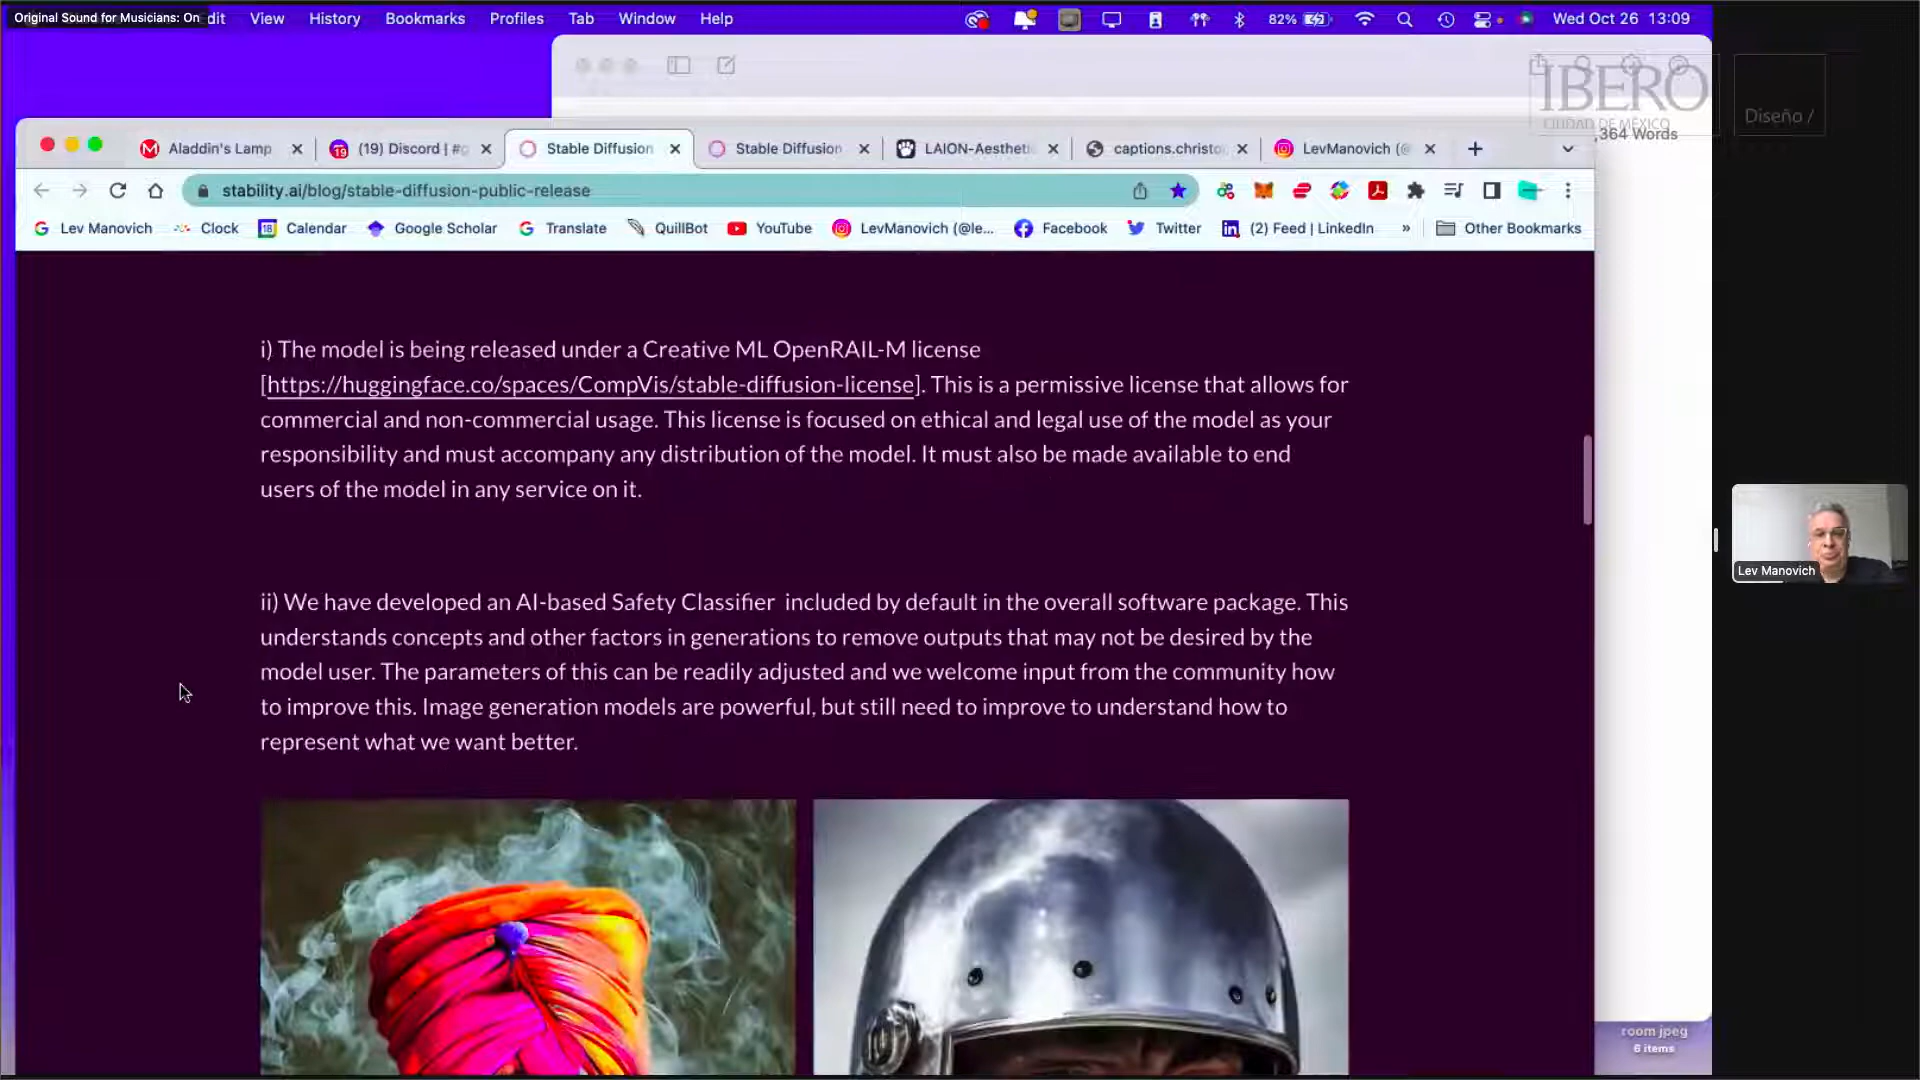 Original Sound for Musicians: On
dit View History Bookmarks Profiles Tab Window Help 82% Wed Oct 26 13:09
IBERO
CIUDAD DE MÉXICO
Diseño /
364 Words
Aladdin's Lamp
(19) Discord | #g
Stable Diffusion
Stable Diffusion
LAION-Aestheti
captions.christo
LevManovich (@
stability.ai/blog/stable-diffusion-public-release
Lev Manovich Clock Calendar Google Scholar Translate QuillBot YouTube LevManovich (@le... Facebook Twitter (2) Feed | LinkedIn » Other Bookmarks
i) The model is being released under a Creative ML OpenRAIL-M license
[https://huggingface.co/spaces/CompVis/stable-diffusion-license]. This is a permissive license that allows for
commercial and non-commercial usage. This license is focused on ethical and legal use of the model as your
responsibility and must accompany any distribution of the model. It must also be made available to end
users of the model in any service on it.
ii) We have developed an AI-based Safety Classifier included by default in the overall software package. This
understands concepts and other factors in generations to remove outputs that may not be desired by the
model user. The parameters of this can be readily adjusted and we welcome input from the community how
to improve this. Image generation models are powerful, but still need to improve to understand how to
represent what we want better.
Lev Manovich
room jpeg
6 items